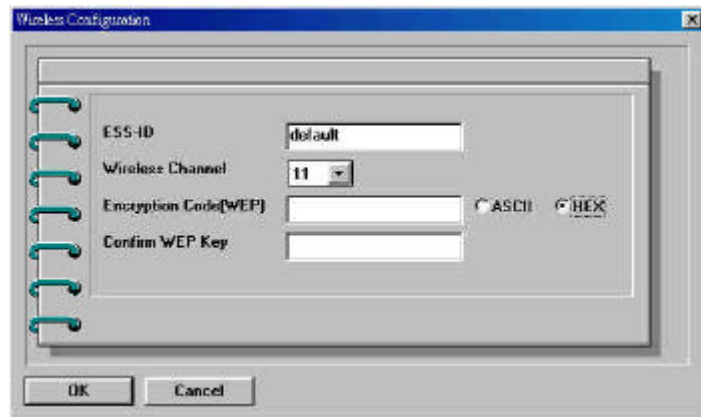 Wireless Configuration
ESS-ID
default
Wireless Channel
11
Encryption Code(WEP)
ASCII
HEX
Confirm WEP Key
OK
Cancel